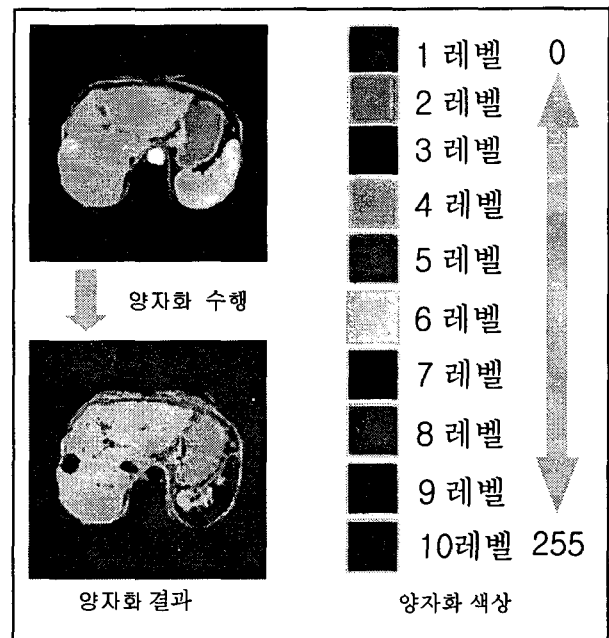 1 레벨 0
2 레벨
3 레벨
4 레벨
5 레벨
6 레벨
7 레벨
8 레벨
9 레벨
10레벨 255
양자화 수행
양자화 결과
양자화 색상